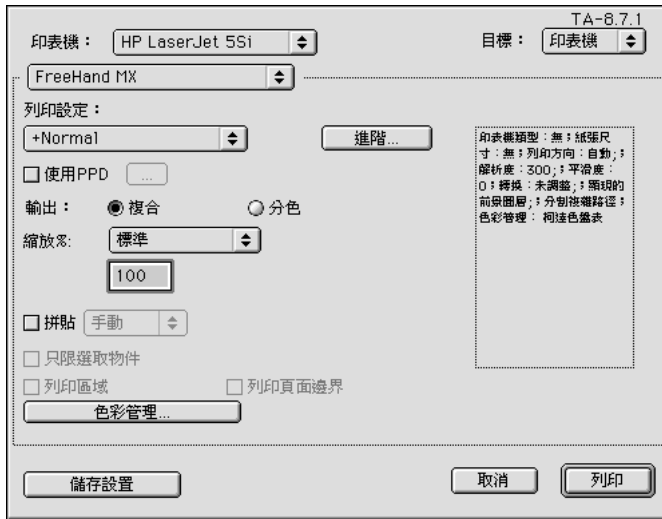 TA-8.7.1
印表機： HP LaserJet 5Si 目標： 印表機
FreeHand MX
列印設定：
+Normal 進階...
使用PPD ...
輸出： 複合 分色
縮放%: 標準
100
拼貼 手動
只限選取物件
列印區域 列印頁面邊界
色彩管理...
印表機類型：無；紙張尺
寸：無；列印方向：自動；；
解析度：300；；平滑度：
0；轉換：未調整；顯現的
前景圖層；；分割複雜路徑；
色彩管理： 柯達色盤表
儲存設置 取消 列印